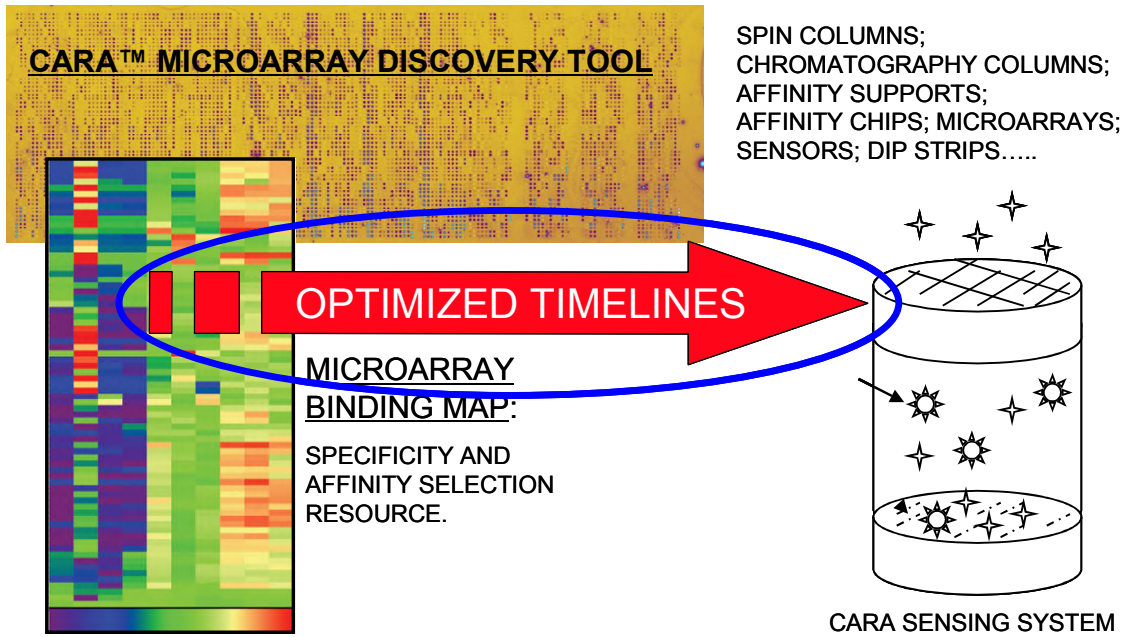 CARA™ MICROARRAY DISCOVERY TOOL
SPIN COLUMNS;
CHROMATOGRAPHY COLUMNS;
AFFINITY SUPPORTS;
AFFINITY CHIPS; MICROARRAYS;
SENSORS; DIP STRIPS…..
OPTIMIZED TIMELINES
MICROARRAY
BINDING MAP:
SPECIFICITY AND
AFFINITY SELECTION
RESOURCE.
CARA SENSING SYSTEM